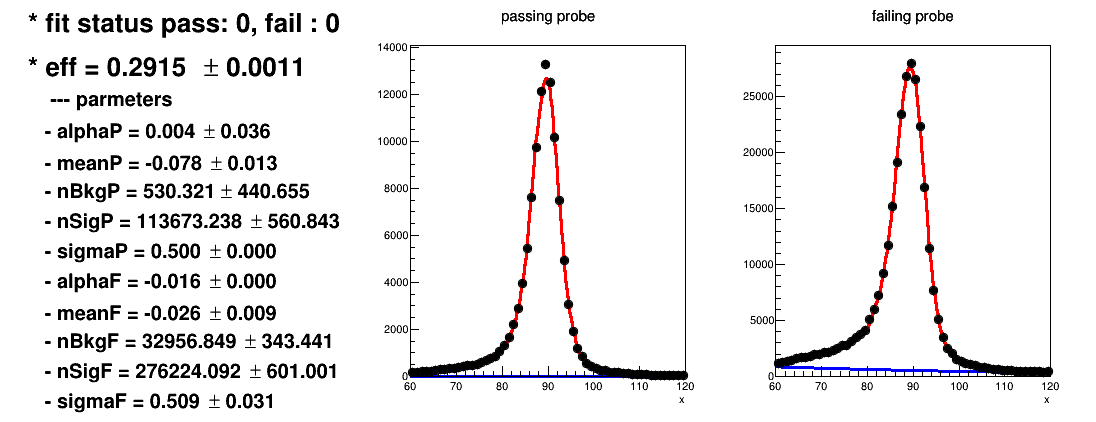 * fit status pass: 0, fail : 0
* eff = 0.2915 ± 0.0011
--- parmeters
- alphaP = 0.004 ± 0.036
- meanP = -0.078 ± 0.013
- nBkgP = 530.321 ± 440.655
- nSigP = 113673.238 ± 560.843
- sigmaP = 0.500 ± 0.000
- alphaF = -0.016 ± 0.000
- meanF = -0.026 ± 0.009
- nBkgF = 32956.849 ± 343.441
- nSigF = 276224.092 ± 601.001
- sigmaF = 0.509 ± 0.031
passing probe
14000
12000
10000
8000
6000
4000
2000
0
60 70 80 90 100 110 120
x
failing probe
25000
20000
15000
10000
5000
0
60 70 80 90 100 110 120
x